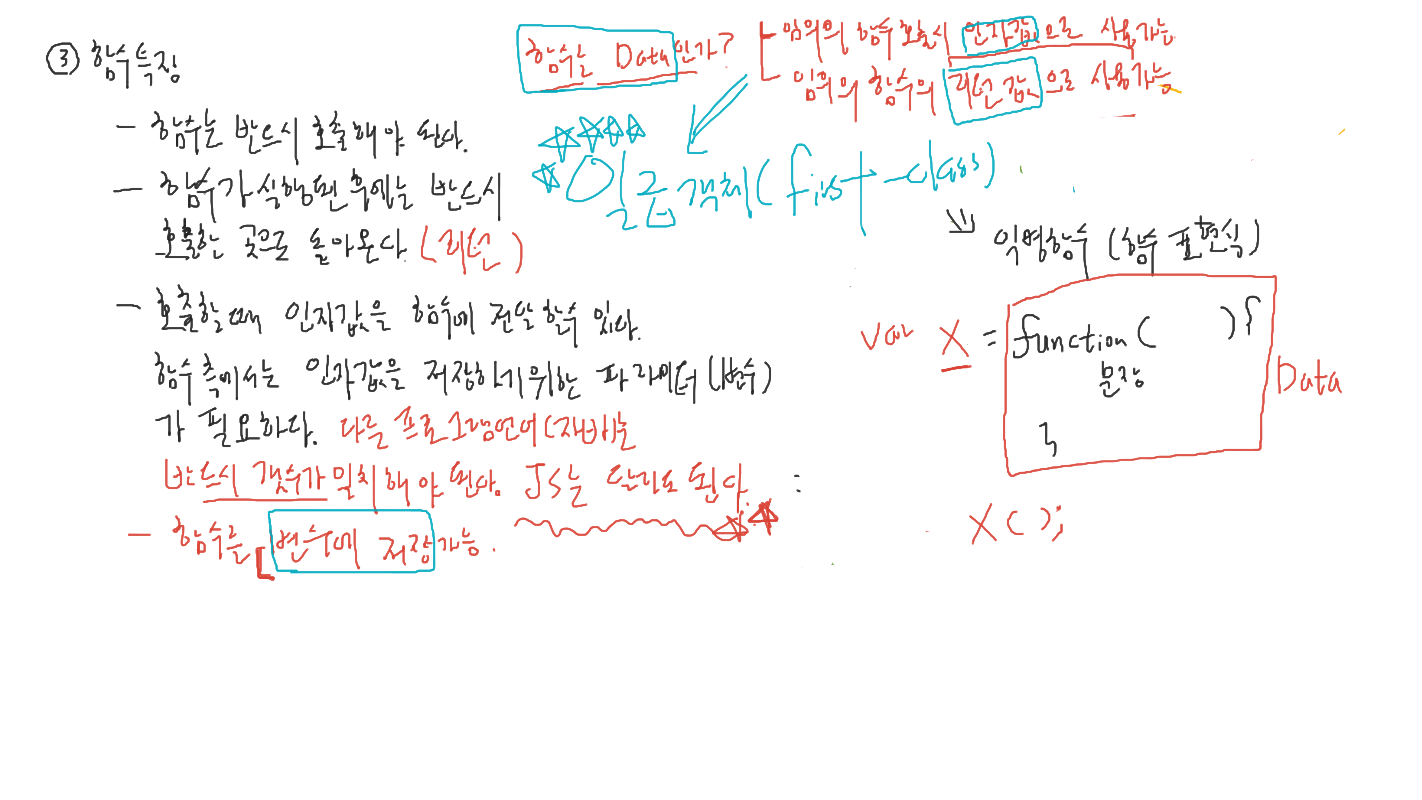 ③ 함수특징
- 함수는 반드시 호출해야 된다.
- 함수가 실행된 후에는 반드시
호출하는 곳으로 돌아온다. (리턴)
- 호출할때 인자값을 함수에 전달할수 있다.
함수 측에서는 인자값을 저장하기위한 파라미터 (변수)
가 필요하다. 다른 프로그램언어(자바)는
반드시 갯수가 일치해야 된다. JS는 달라도 된다.
- 함수를 변수에 저장가능.
함수는 Data인가?
임의의 함수 호출시 인자값으로 사용가능
임의의 함수의 리턴값으로 사용가능
일급객체(first-class)
익명함수 (함수 표현식)
var X = function( ){
문장
}
Data
X();